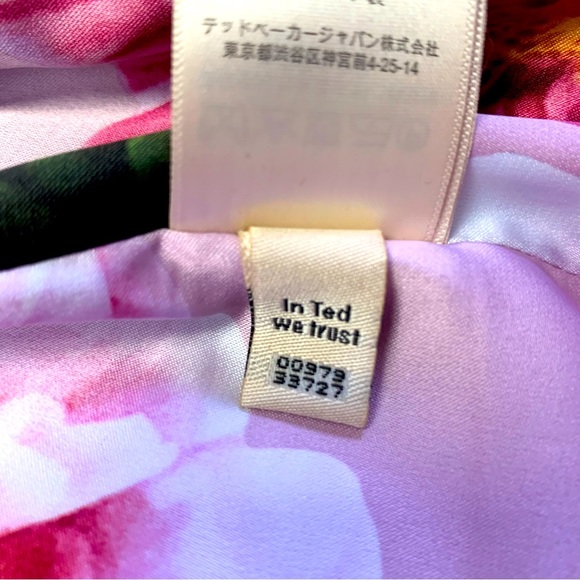 テッドベーカージャパン株式会社
東京都渋谷区神宮前4-25-14
In Ted
we trust
00979
33727